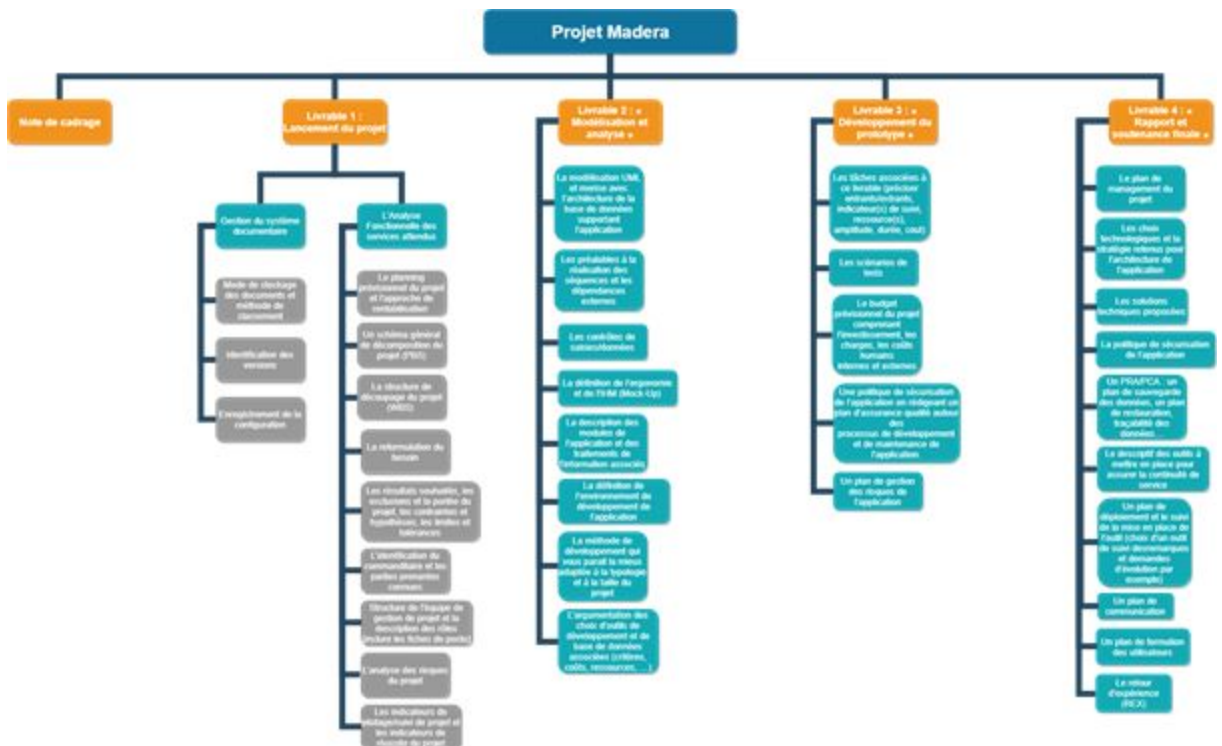 Projet Madera
Note de cadrage
Livrable 1 :
Lancement du projet
Livrable 2 : «
Modélisation et
analyse »
Livrable 3 : «
Développement du
prototype »
Livrable 4 : «
Rapport et
soutenance finale »
Gestion du système
documentaire
Mode de stockage
des documents et
méthode de
classement
Identification des
versions
Enregistrement de la
configuration
L'Analyse
Fonctionnelle des
services attendus
Le planning
prévisionnel du projet
et l'approche de
Un schéma général
de décomposition du
projet (PBS)
La structure de
découpage du projet
(WBS)
La reformulation du
besoin
Les résultats souhaités, les
exclusions et la portée du
projet, les contraintes et
hypothèses, les limites et
tolérances
L'identification du
commanditaire et les
parties prenantes
connues
Structure de l'équipe de
gestion de projet et la
description des rôles
(inclure les fiches de poste)
L'analyse des risques
du projet
Les indicateurs de
pilotage/suivi de projet et
les indicateurs de
réussite du projet
La modélisation UML
et merise avec
l'architecture de la
base de données
supportant
l'application
Les préalables à la
réalisation des
séquences et les
dépendances
externes
Les contrôles de
saisies/données
La définition de l'ergonomie
et de l'IHM (Mock Up)
La description des
modules de
l'application et des
traitements de
l'information associés
La définition de
l'environnement de
développement de
l'application
La méthode de
développement qui
vous parait la mieux
adaptée à la typologie
et à la taille du
projet
L'argumentation des
choix d'outils de
développement et de
base de données
associées (critères,
coûts, ressources, ... )
Les tâches associées à
ce livrable (préciser
entrants/extrants,
indicateur(s) de suivi,
ressource(s),
amplitude, durée, cout)
Les scénarios de
tests
Le budget
prévisionnel du projet
comprenant
l'investissement, les
charges, les coûts
humains
internes et externes
Une politique de sécurisation
de l'application en rédigeant un
plan d'assurance qualité autour
des
processus de développement
et de maintenance de
l'application
Un plan de gestion
des risques de
l'application
Le plan de
management du
projet
Les choix
technologiques et la
stratégie retenus pour
l'architecture de
l'application
Les solutions
techniques proposées
La politique de sécurisation
de l'application
Un PRA/PCA : un
plan de sauvegarde
des données, un plan
de restauration,
traçabilité des
données...
Le descriptif des outils à
mettre en place pour
assurer la continuité de
service
Un plan de
déploiement et le suivi
de la mise en place de
l'outil (choix d'un outil
de suivi des remarques
et demandes
d'évolution par
exemple)
Un plan de
communication
Un plan de formation
des utilisateurs
Le retour
d'expérience
(REX)